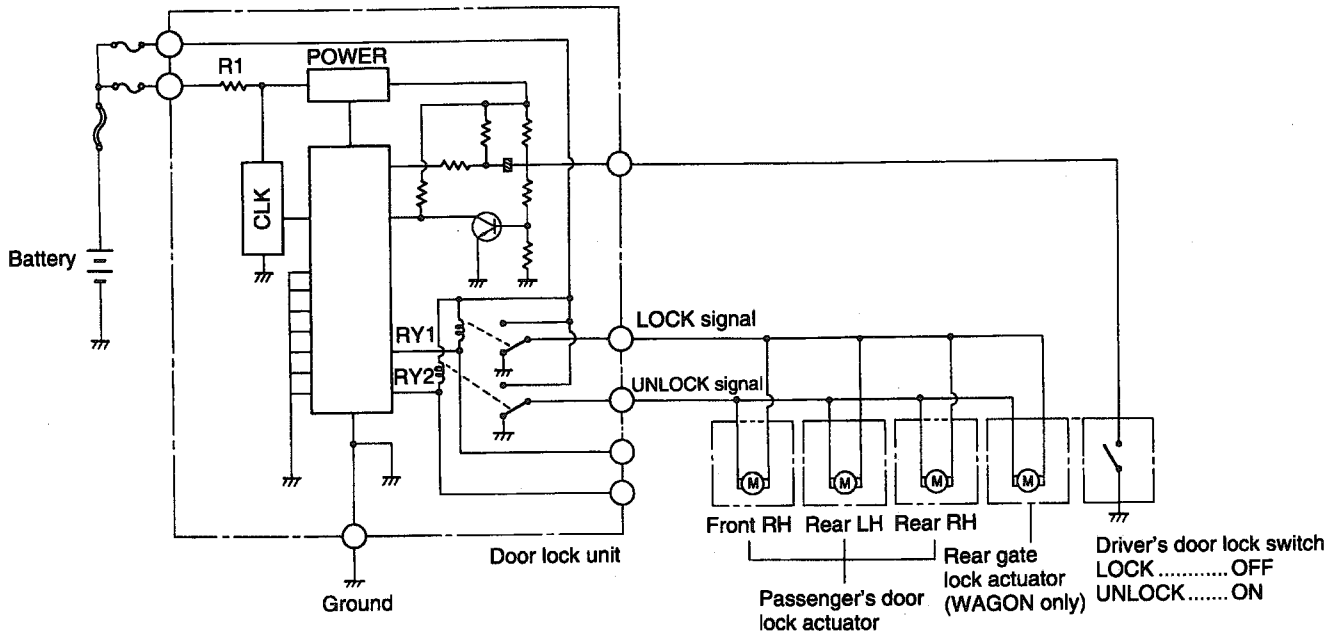 POWER
R1
CLK
Battery
RY1
RY2
LOCK signal
UNLOCK signal
M
M
M
M
Front RH
Rear LH
Rear RH
Door lock unit
Ground
Passenger's door
lock actuator
Rear gate
lock actuator
(WAGON only)
Driver's door lock switch
LOCK ............ OFF
UNLOCK ....... ON